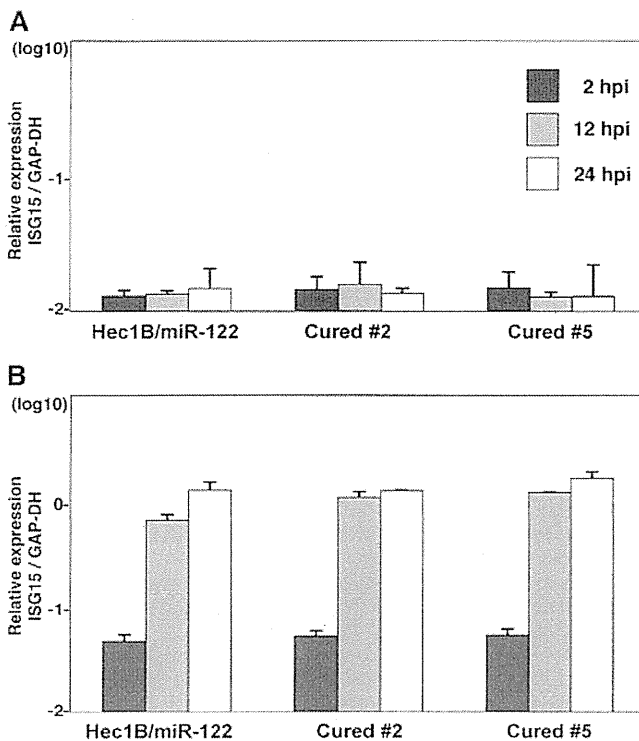 A
(log10)
Relative expression
ISG15 / GAP-DH
-1
-2
2 hpi
12 hpi
24 hpi
Hec1B/miR-122
Cured #2
Cured #5
B
(log10)
Relative expression
ISG15 / GAP-DH
0
-1
-2
Hec1B/miR-122
Cured #2
Cured #5